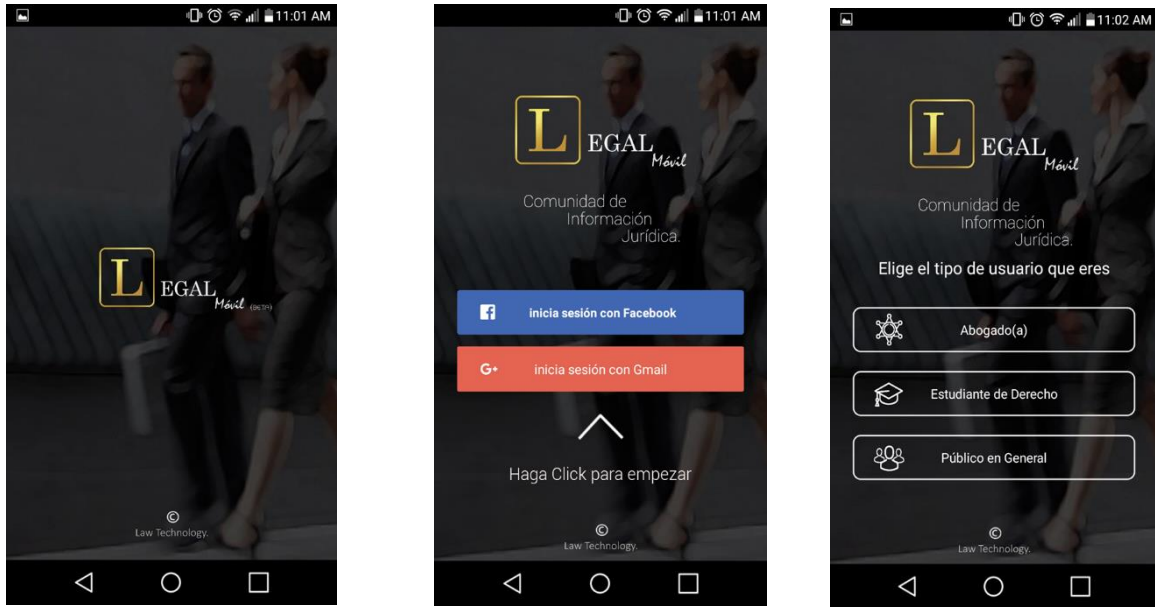 11:01 AM
L EGAL
Móvil (BETA)
©
Law Technology.
11:01 AM
L EGAL
Móvil
Comunidad de
Información
Jurídica.
inicia sesión con Facebook
G+ inicia sesión con Gmail
Haga Click para empezar
©
Law Technology.
11:02 AM
L EGAL
Móvil
Comunidad de
Información
Jurídica.
Elige el tipo de usuario que eres
Abogado(a)
Estudiante de Derecho
Público en General
©
Law Technology.